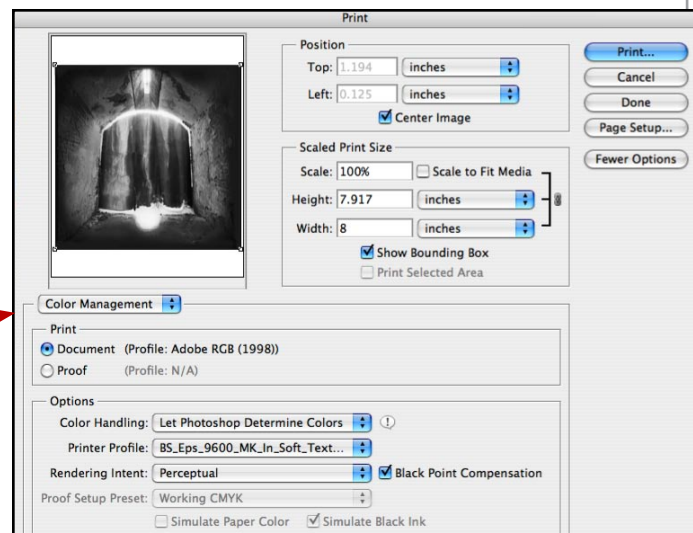 Print
Position
Top: 1.194 inches
Left: 0.125 inches
Center Image
Print...
Cancel
Done
Page Setup...
Fewer Options
Scaled Print Size
Scale: 100% Scale to Fit Media
Height: 7.917 inches
Width: 8 inches
Show Bounding Box
Print Selected Area
Color Management
Print
Document (Profile: Adobe RGB (1998))
Proof (Profile: N/A)
Options
Color Handling: Let Photoshop Determine Colors
Printer Profile: BS_Eps_9600_MK_In_Soft_Text...
Rendering Intent: Perceptual Black Point Compensation
Proof Setup Preset: Working CMYK
Simulate Paper Color Simulate Black Ink